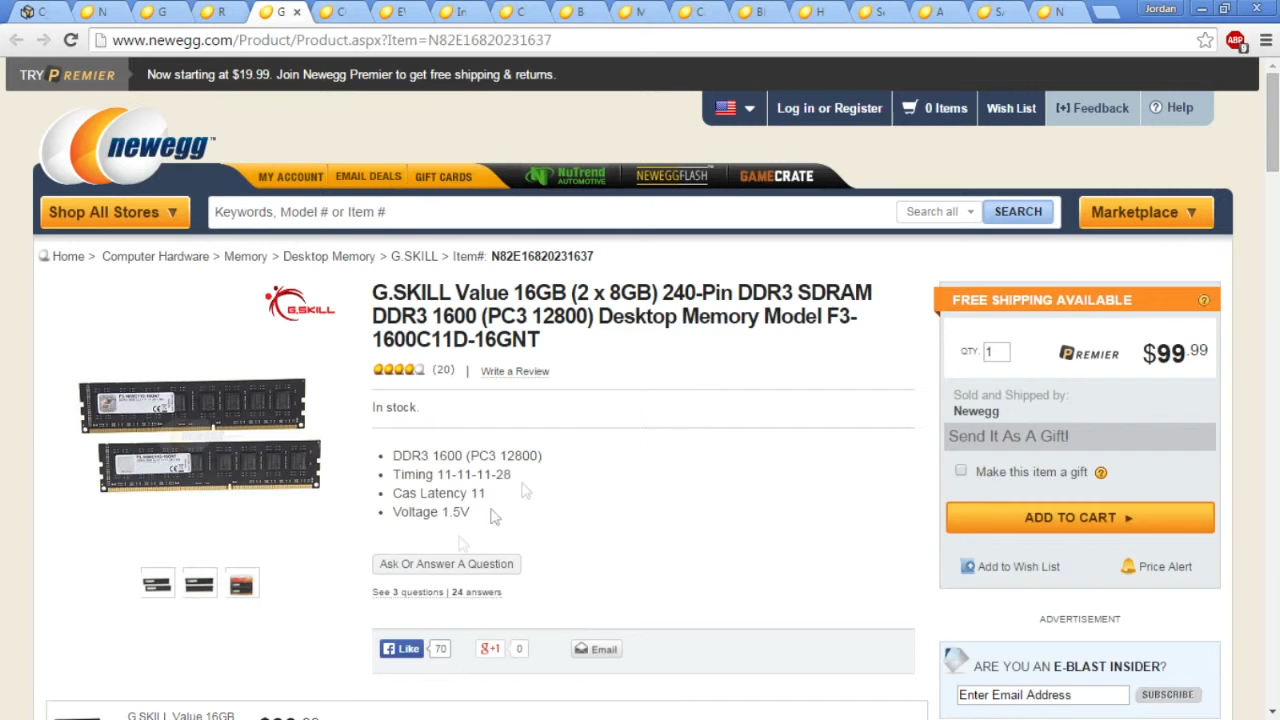 C
N
G
R
G ×
C
E
In
C
B
M
C
Bl
H
Se
A
Sa
N
Jordan
www.newegg.com/Product/Product.aspx?Item=N82E16820231637
ABP
9
TRY PREMIER
Now starting at $19.99. Join Newegg Premier to get free shipping & returns.
Log in or Register
0 Items
Wish List
[+] Feedback
? Help
newegg™
MY ACCOUNT
EMAIL DEALS
GIFT CARDS
NUTREND AUTOMOTIVE
NEWEGGFLASH
GAMECRATE
Shop All Stores ▼
Keywords, Model # or Item #
Search all
SEARCH
Marketplace ▼
Home > Computer Hardware > Memory > Desktop Memory > G.SKILL > Item#: N82E16820231637
G.SKILL
G.SKILL Value 16GB (2 x 8GB) 240-Pin DDR3 SDRAM
DDR3 1600 (PC3 12800) Desktop Memory Model F3-
1600C11D-16GNT
(20) | Write a Review
In stock.
• DDR3 1600 (PC3 12800)
• Timing 11-11-11-28
• Cas Latency 11
• Voltage 1.5V
Ask Or Answer A Question
See 3 questions | 24 answers
Like 70
g+1 0
Email
G.SKILL Value 16GB
FREE SHIPPING AVAILABLE ?
QTY. 1
PREMIER
$99.99
Sold and Shipped by:
Newegg
Send It As A Gift!
Make this item a gift ?
ADD TO CART ►
Add to Wish List
Price Alert
ADVERTISEMENT
ARE YOU AN E-BLAST INSIDER?
Enter Email Address
SUBSCRIBE